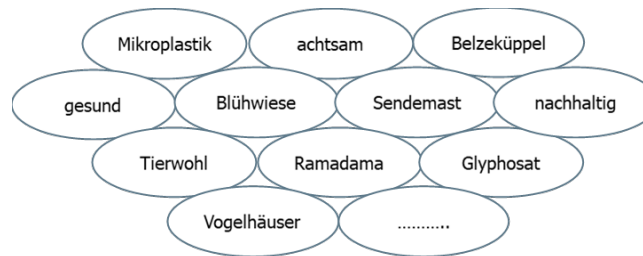 Mikroplastik achtsam Belzeküppel
gesund Blühwiese Sendemast nachhaltig
Tierwohl Ramadama Glyphosat
Vogelhäuser ………..